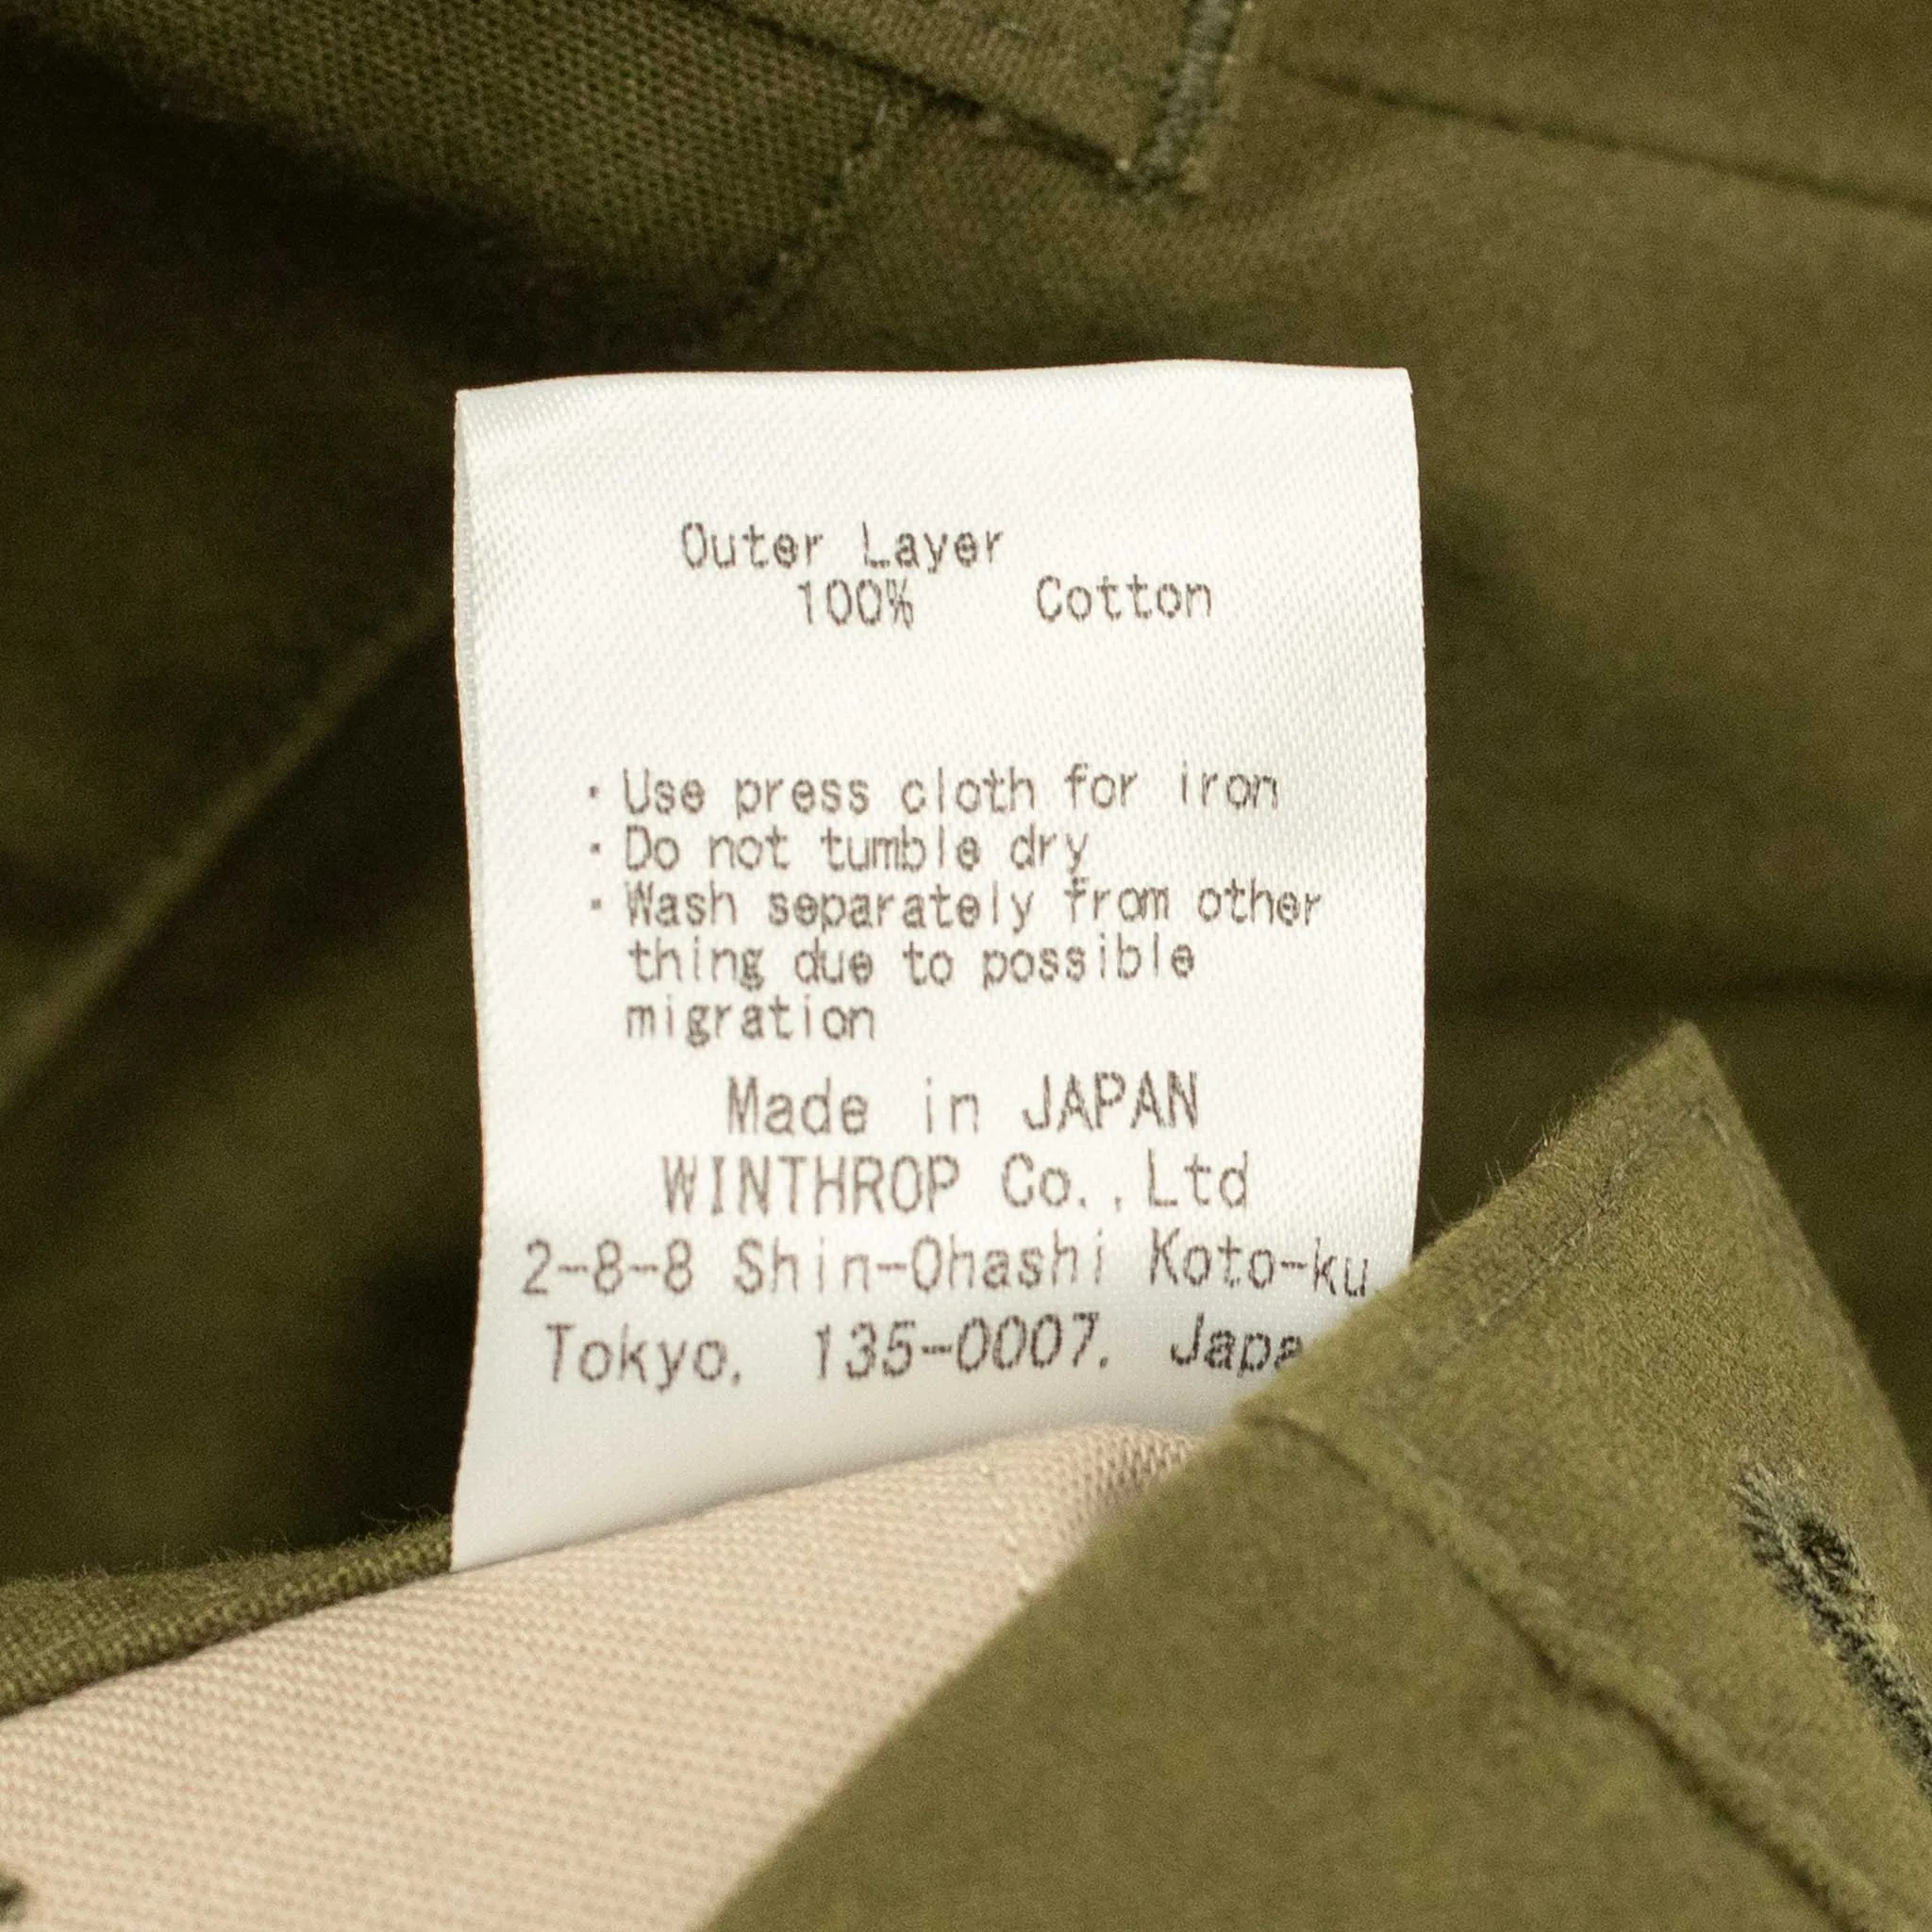 Outer Layer
100% Cotton
・Use press cloth for iron
・Do not tumble dry
・Wash separately from other
thing due to possible
migration
Made in JAPAN
WINTHROP Co.,Ltd
2-8-8 Shin-Ohashi Koto-ku
Tokyo, 135-0007, Japa